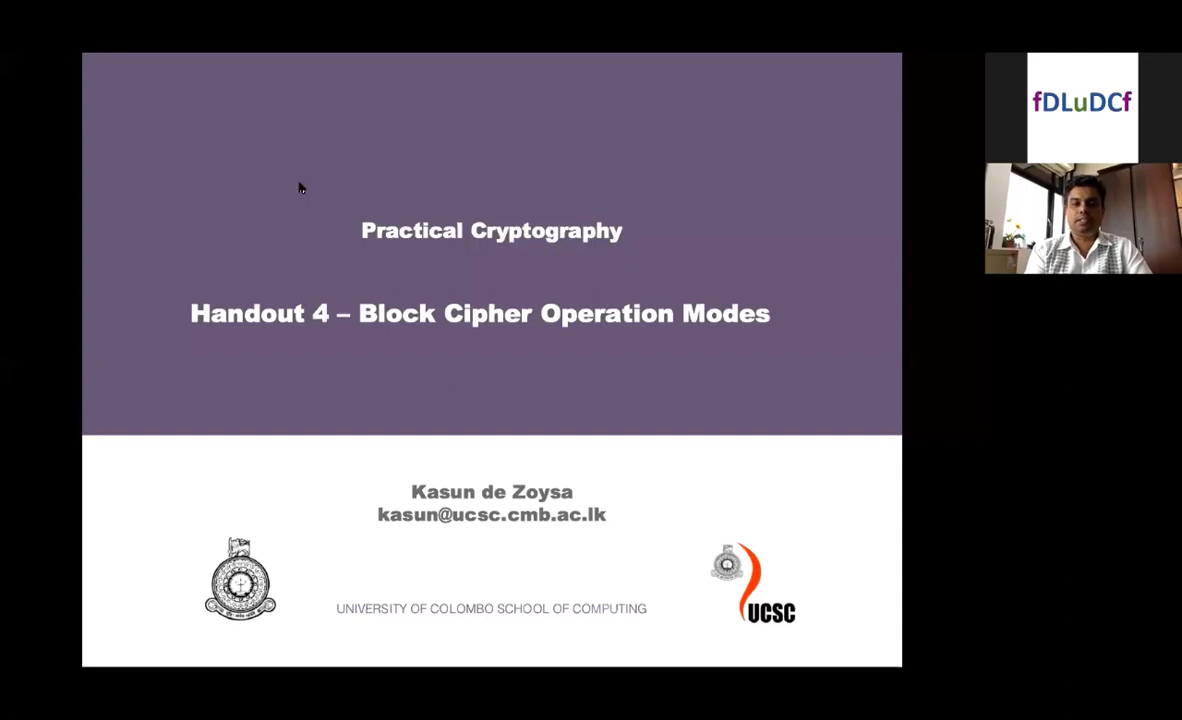 Practical Cryptography
Handout 4 – Block Cipher Operation Modes
Kasun de Zoysa
kasun@ucsc.cmb.ac.lk
UNIVERSITY OF COLOMBO SCHOOL OF COMPUTING
UCSC
fDLuDCf